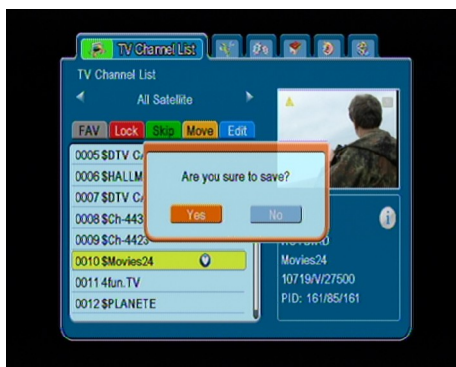 TV Channel List
TV Channel List
All Satellite
FAV Lock Skip Move Edit
0005 $DTV
0006 $HALLM
0007 $DTV
0008 $Ch-443
0009 $Ch-4423
0010 $Movies24
0011 4fun.TV
0012 $PLANETE
Are you sure to save?
Yes No
Movies24
10719/V/27500
PID: 161/85/161